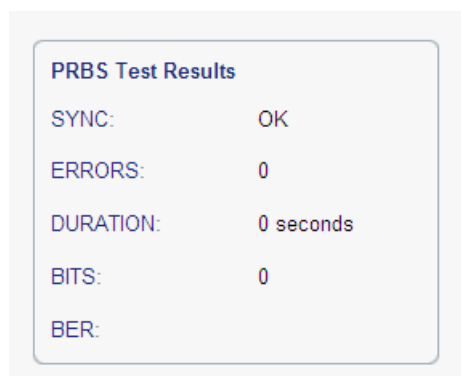 PRBS Test Results
SYNC: OK
ERRORS: 0
DURATION: 0 seconds
BITS: 0
BER: